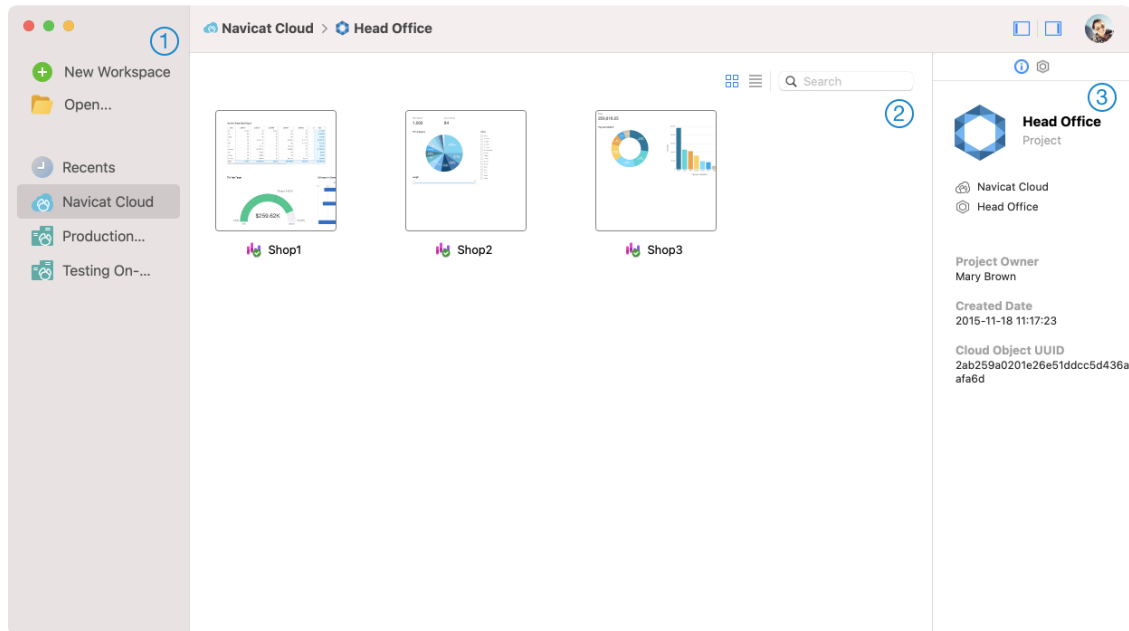 ①
Navicat Cloud > Head Office
New Workspace
Open...
Recents
Navicat Cloud
Production...
Testing On-...
Search
②
$259.62K
Shop1
Shop2
Shop3
③
Head Office
Project
Navicat Cloud
Head Office
Project Owner
Mary Brown
Created Date
2015-11-18 11:17:23
Cloud Object UUID
2ab259a0201e26e51ddcc5d436a
afa6d